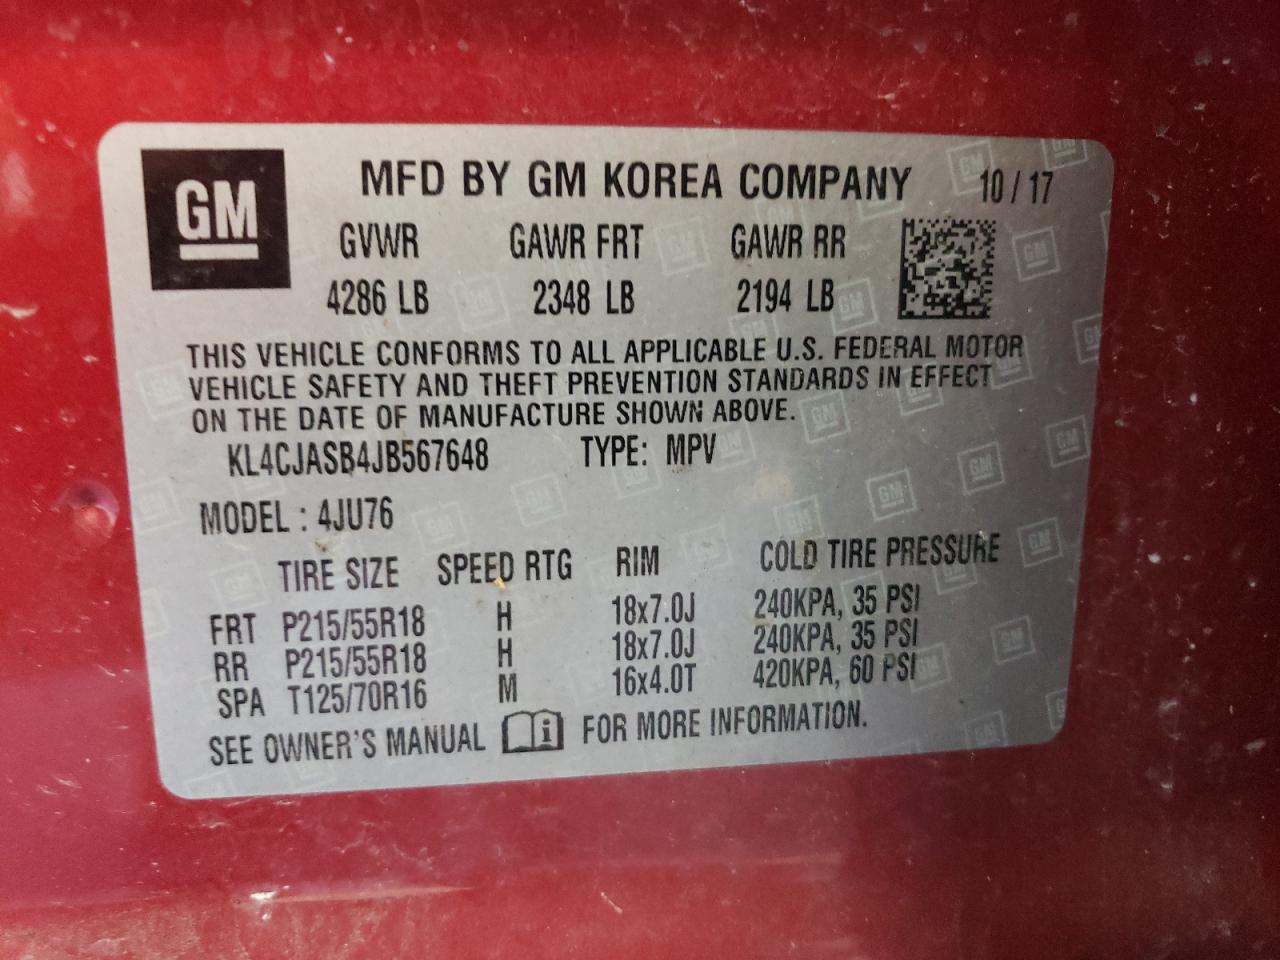 GM
MFD BY GM KOREA COMPANY 10 / 17
GVWR GAWR FRT GAWR RR
4286 LB 2348 LB 2194 LB
THIS VEHICLE CONFORMS TO ALL APPLICABLE U.S. FEDERAL MOTOR
VEHICLE SAFETY AND THEFT PREVENTION STANDARDS IN EFFECT
ON THE DATE OF MANUFACTURE SHOWN ABOVE.
KL4CJASB4JB567648 TYPE: MPV
MODEL : 4JU76
TIRE SIZE SPEED RTG RIM COLD TIRE PRESSURE
FRT P215/55R18 H 18x7.0J 240KPA, 35 PSI
RR P215/55R18 H 18x7.0J 240KPA, 35 PSI
SPA T125/70R16 M 16x4.0T 420KPA, 60 PSI
SEE OWNER'S MANUAL i FOR MORE INFORMATION.